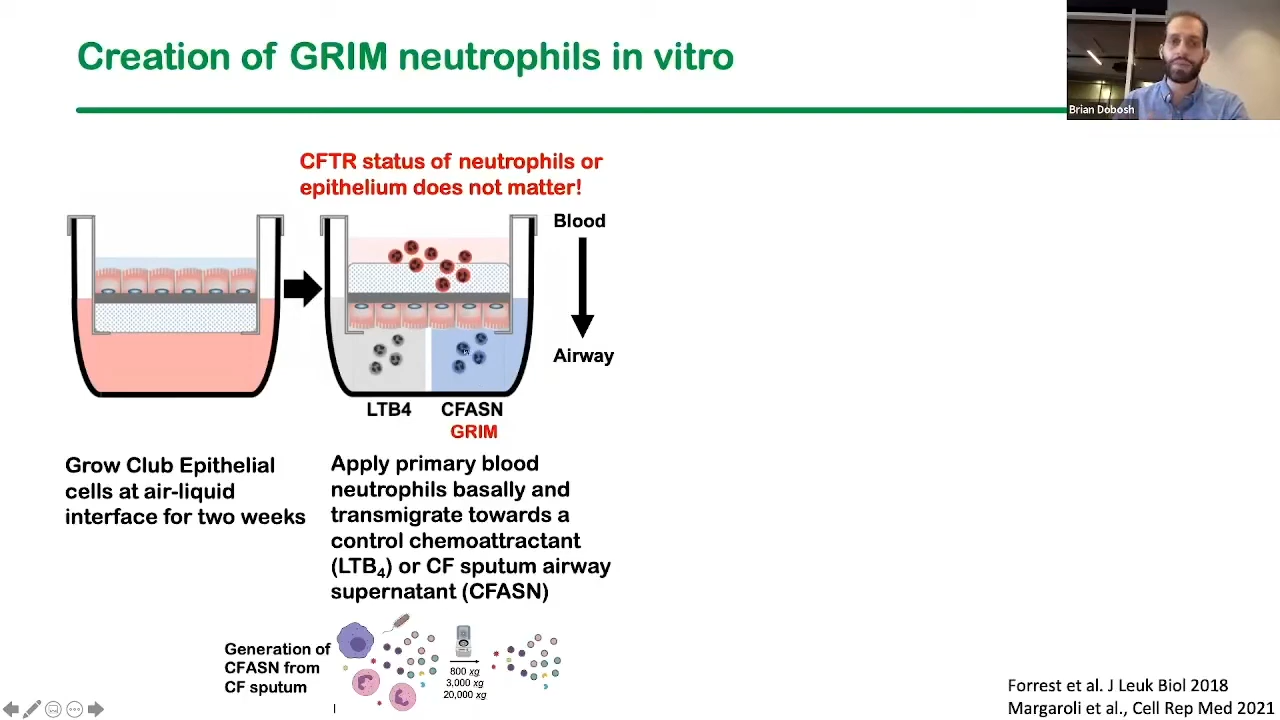 Creation of GRIM neutrophils in vitro
Brian Dobosh
CFTR status of neutrophils or
epithelium does not matter!
Blood
Airway
LTB4
CFASN
GRIM
Grow Club Epithelial
cells at air-liquid
interface for two weeks
Apply primary blood
neutrophils basally and
transmigrate towards a
control chemoattractant
(LTB₄) or CF sputum airway
supernatant (CFASN)
Generation of
CFASN from
CF sputum
800 xg
3,000 xg
20,000 xg
Forrest et al. J Leuk Biol 2018
Margaroli et al., Cell Rep Med 2021